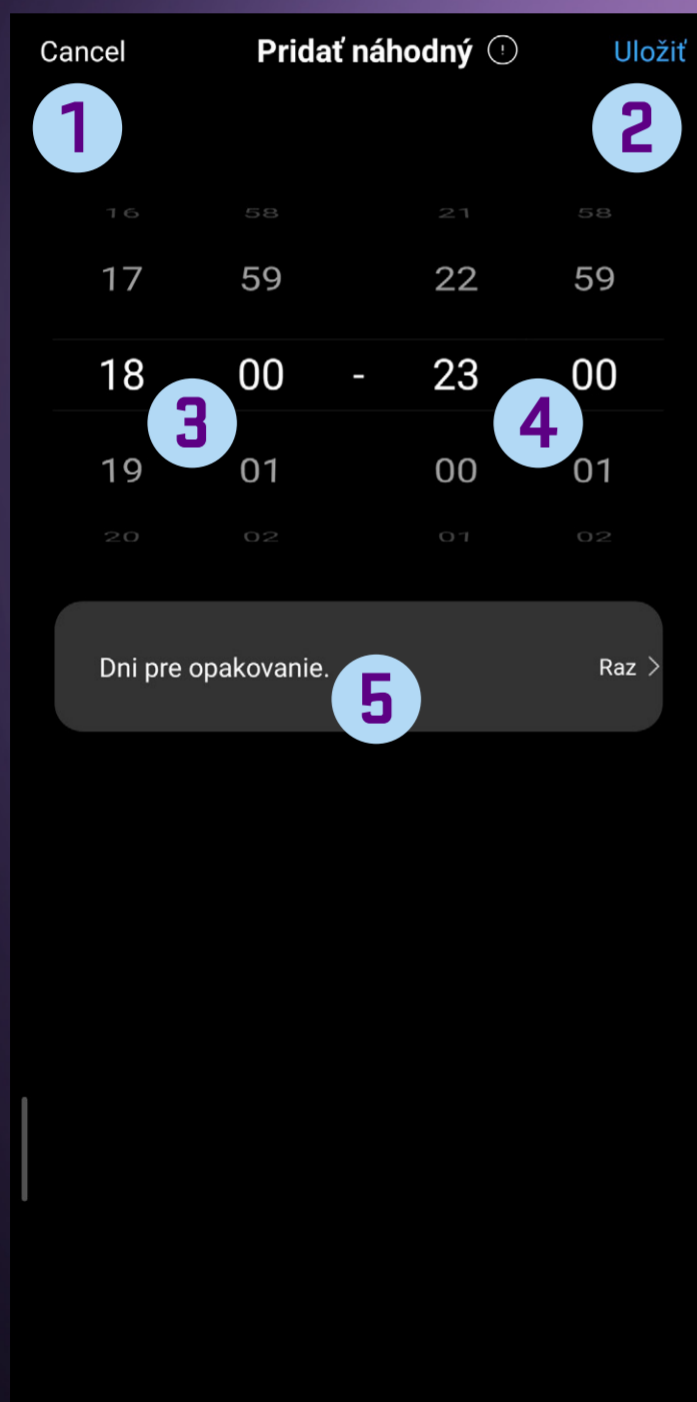 Cancel Pridať náhodný Uložiť
1 2
16 58 21 58
17 59 22 59
18 00 - 23 00
3 4
19 01 00 01
20 02 01 02
Dni pre opakovanie. Raz >
5